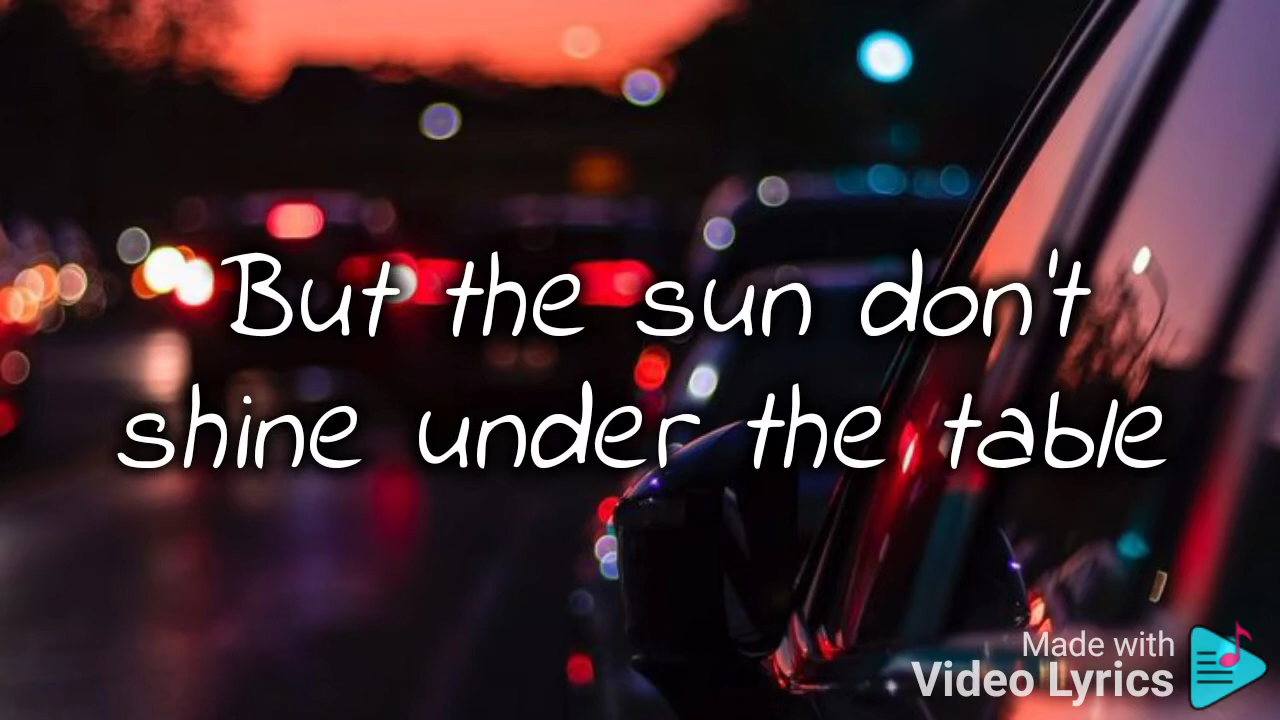 But the sun don't
shine under the table
Made with
Video Lyrics